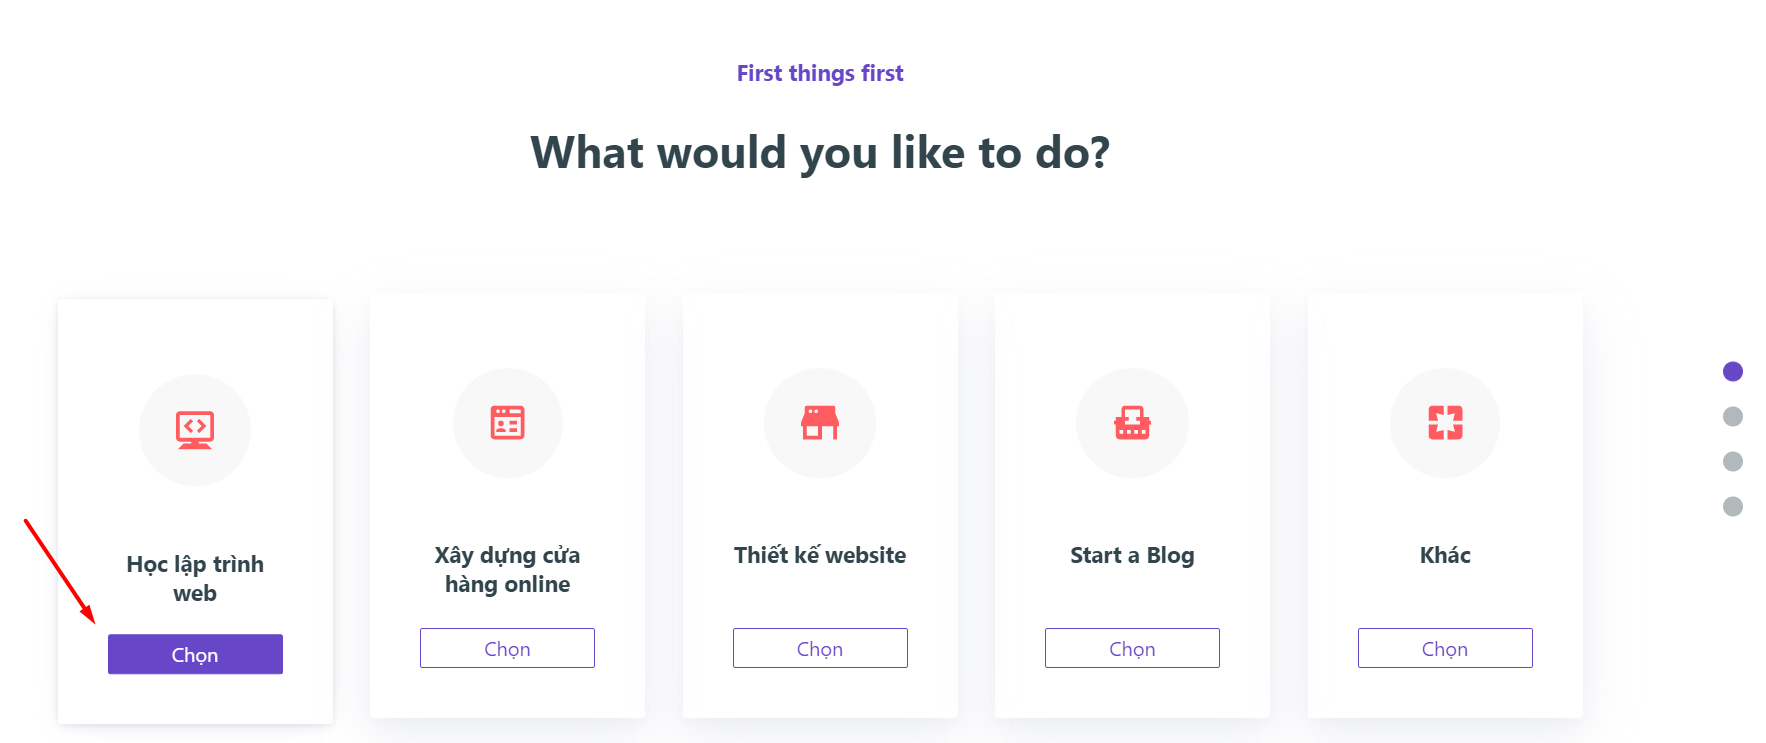 First things first
What would you like to do?
Học lập trình
web
Chọn
Xây dựng cửa
hàng online
Chọn
Thiết kế website
Chọn
Start a Blog
Chọn
Khác
Chọn